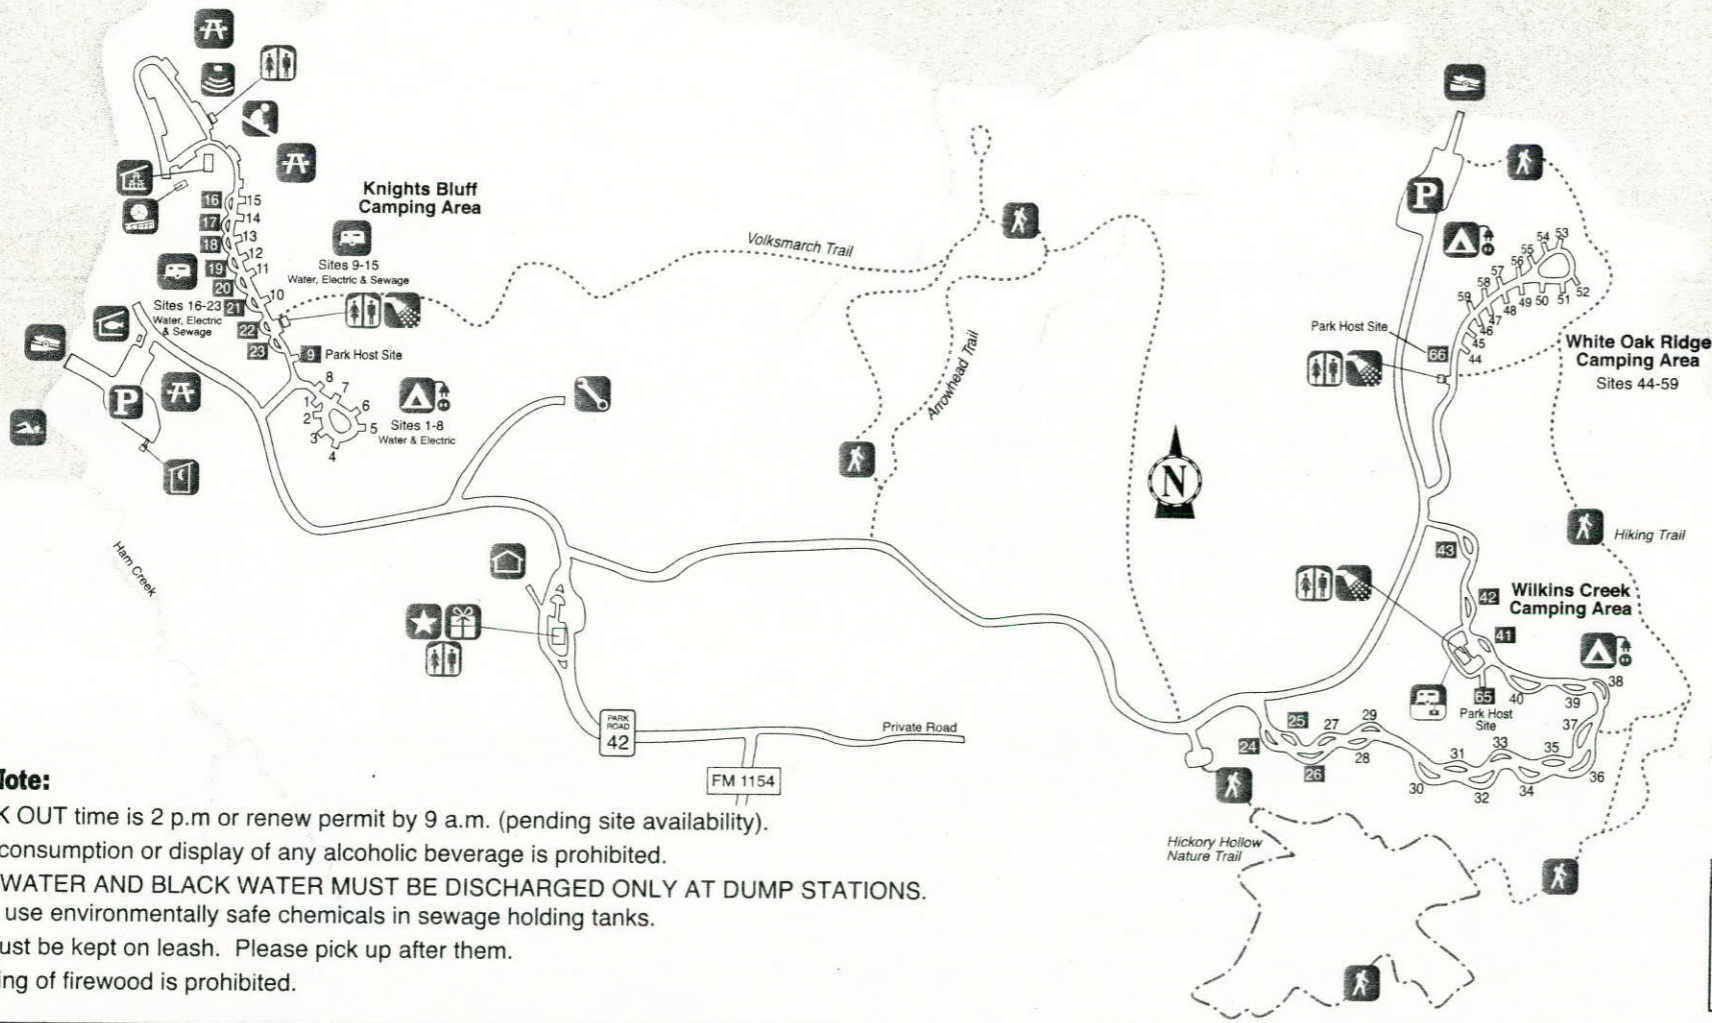 Knights Bluff
Camping Area
Sites 9-15
Water, Electric & Sewage
16
17
18
19
20
21
22
23
15
14
13
12
11
10
Sites 16-23
Water, Electric
& Sewage
9
Park Host Site
8
7
6
5
4
3
2
1
Sites 1-8
Water & Electric
P
Ham Creek
Volksmarch Trail
Arrowhead Trail
N
P
Park Host Site
66
59
58
57
56
55
54
53
52
51
50
49
48
47
46
45
44
White Oak Ridge
Camping Area
Sites 44-59
Hiking Trail
43
42
41
Wilkins Creek
Camping Area
65
Park Host
Site
40
39
38
37
36
35
34
33
32
31
30
29
28
27
26
25
24
PARK
ROAD
42
Private Road
FM 1154
Hickory Hollow
Nature Trail
Note:
K OUT time is 2 p.m or renew permit by 9 a.m. (pending site availability).
consumption or display of any alcoholic beverage is prohibited.
WATER AND BLACK WATER MUST BE DISCHARGED ONLY AT DUMP STATIONS.
use environmentally safe chemicals in sewage holding tanks.
ust be kept on leash. Please pick up after them.
ing of firewood is prohibited.